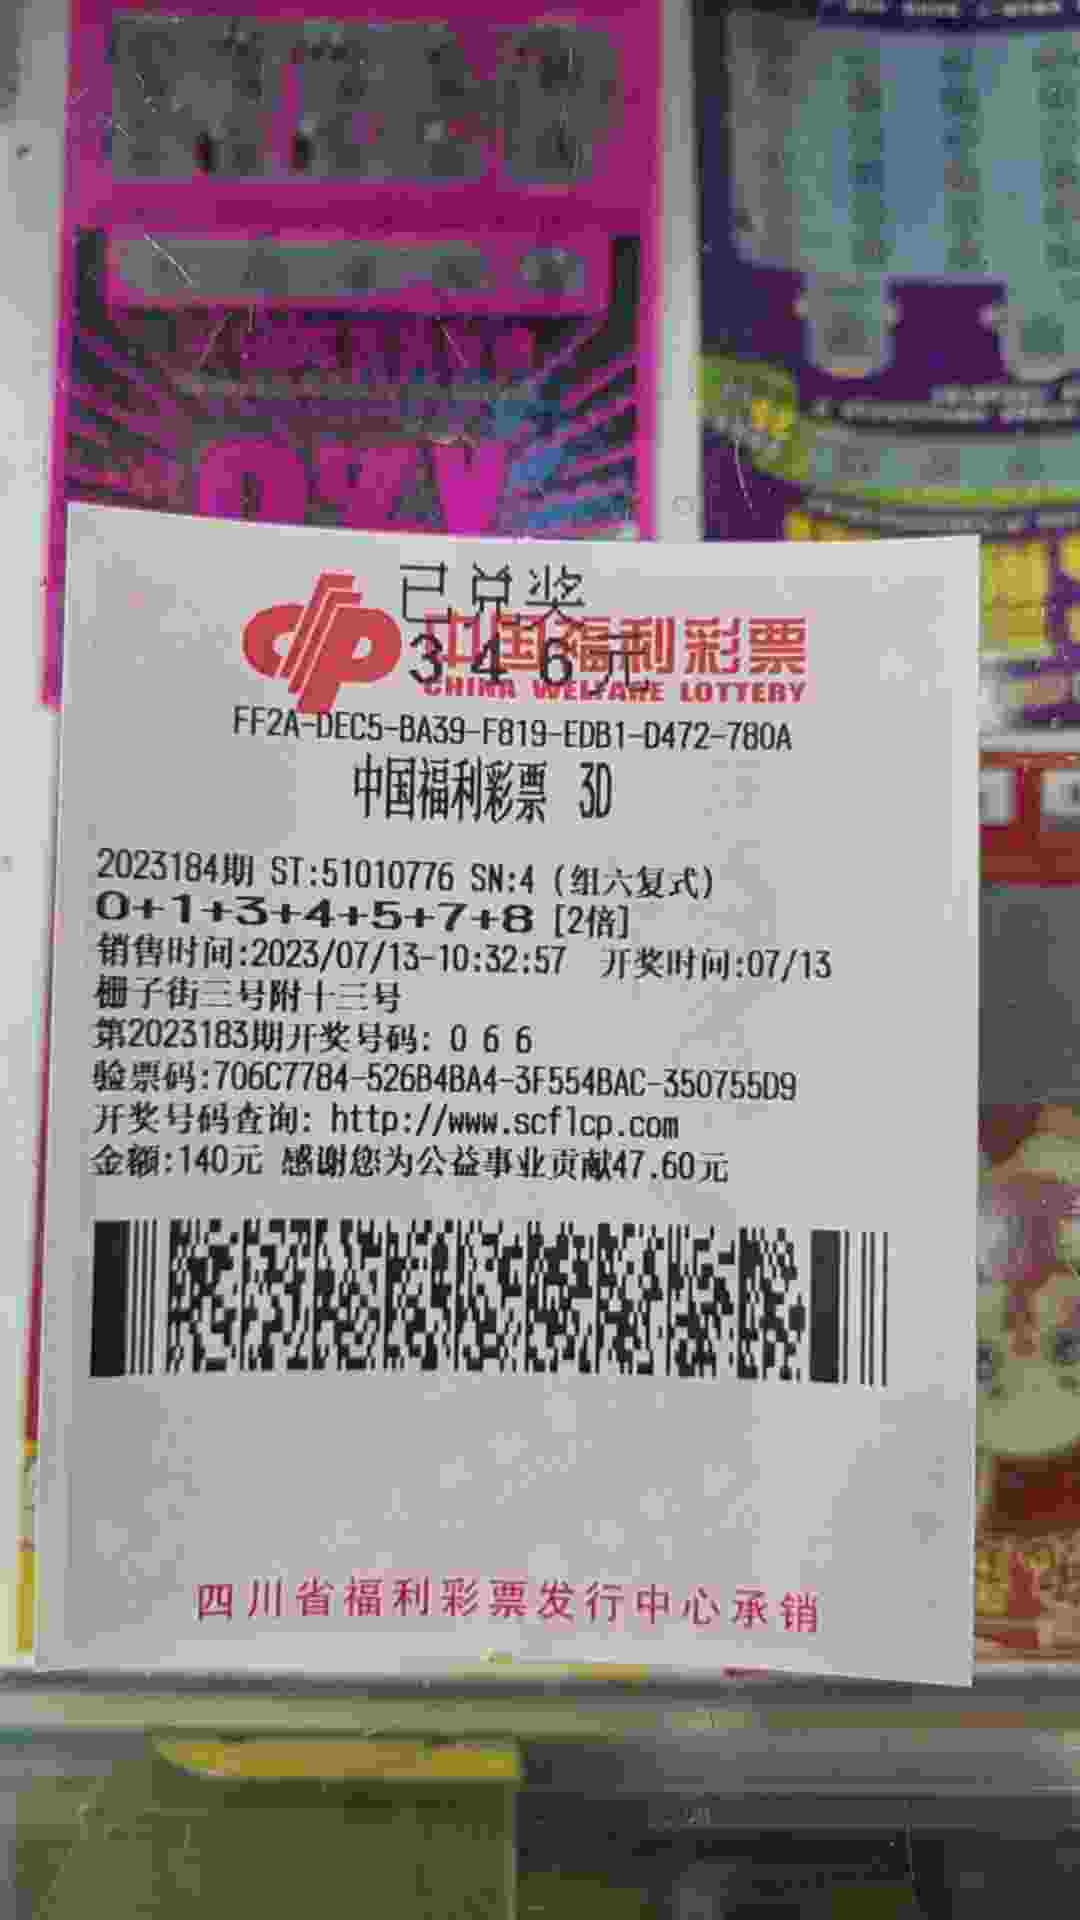 已兑奖
346元
中国福利彩票
CHINA WELFARE LOTTERY
FF2A-DEC5-BA39-F819-EDB1-D472-780A
中国福利彩票 3D
2023184期 ST:51010776 SN:4 (组六复式)
0+1+3+4+5+7+8 [2倍]
销售时间:2023/07/13-10:32:57 开奖时间:07/13
栅子街三号附十三号
第2023183期开奖号码: 0 6 6
验票码:706C7784-526B4BA4-3F554BAC-350755D9
开奖号码查询: http://www.scflcp.com
金额:140元 感谢您为公益事业贡献47.60元
四川省福利彩票发行中心承销